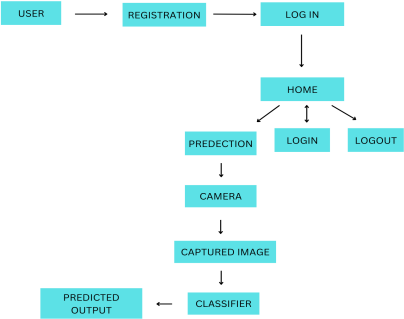 USER
REGISTRATION
LOG IN
HOME
PREDECTION
LOGIN
LOGOUT
CAMERA
CAPTURED IMAGE
CLASSIFIER
PREDICTED
OUTPUT